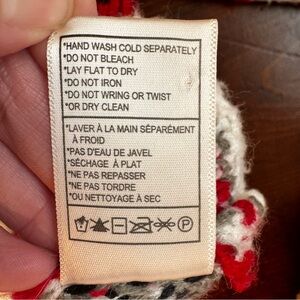 *HAND WASH COLD SEPARATELY
*DO NOT BLEACH
*LAY FLAT TO DRY
*DO NOT IRON
*DO NOT WRING OR TWIST
*OR DRY CLEAN
*LAVER À LA MAIN SÉPARÉMENT
À FROID
*PAS D'EAU DE JAVEL
*SÉCHAGE À PLAT
*NE PAS REPASSER
*NE PAS TORDRE
*OU NETTOYAGE À SEC
P